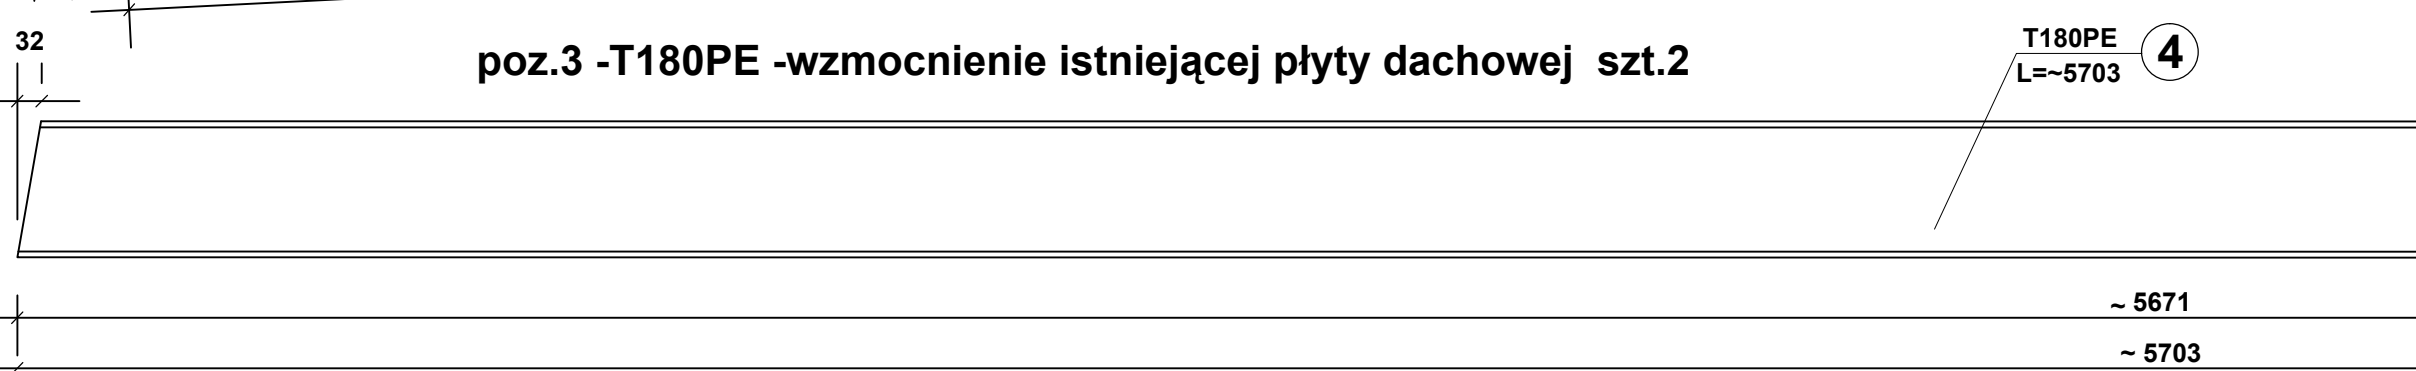 32
poz.3 -T180PE -wzmocnienie istniejącej płyty dachowej szt.2
T180PE
L=~5703
4
~ 5671
~ 5703